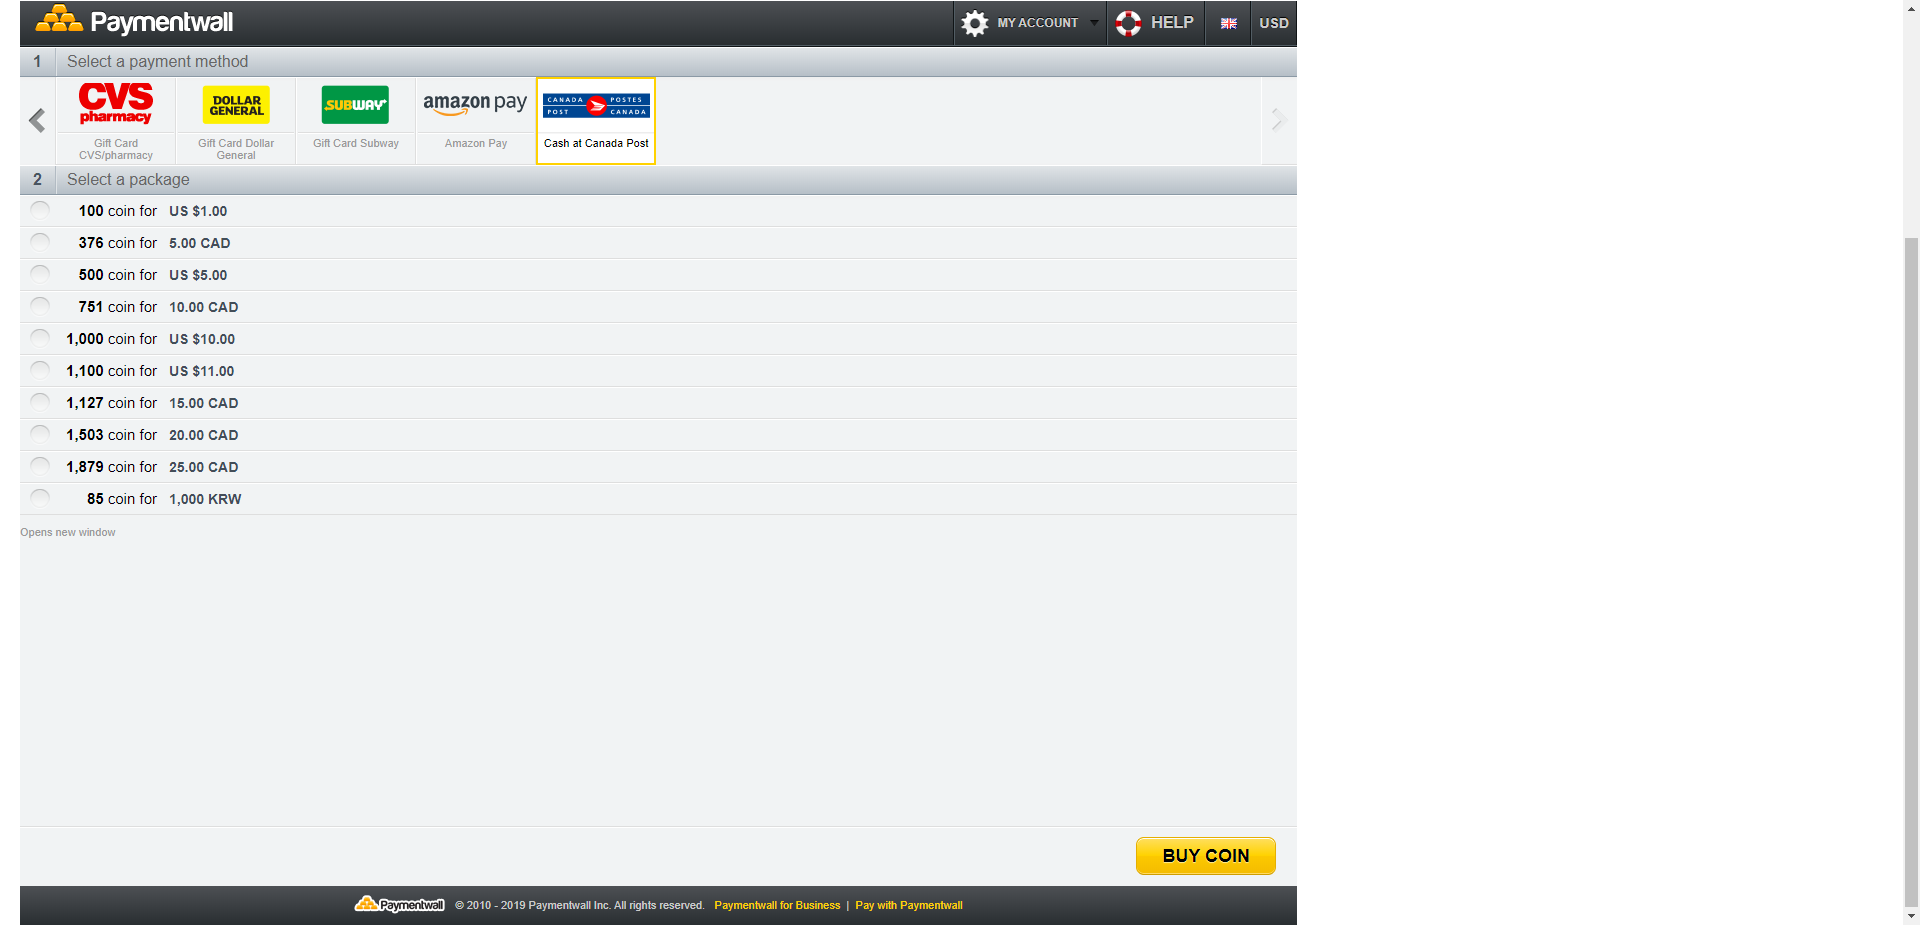 Paymentwall
MY ACCOUNT
HELP
USD
1 Select a payment method
CVS pharmacy
Gift Card
CVS/pharmacy
DOLLAR
GENERAL
Gift Card Dollar
General
SUBWAY
Gift Card Subway
amazon pay
Amazon Pay
CANADA POSTES
POST CANADA
Cash at Canada Post
2 Select a package
100 coin for US $1.00
376 coin for 5.00 CAD
500 coin for US $5.00
751 coin for 10.00 CAD
1,000 coin for US $10.00
1,100 coin for US $11.00
1,127 coin for 15.00 CAD
1,503 coin for 20.00 CAD
1,879 coin for 25.00 CAD
85 coin for 1,000 KRW
Opens new window
BUY COIN
Paymentwall © 2010 - 2019 Paymentwall Inc. All rights reserved. Paymentwall for Business | Pay with Paymentwall